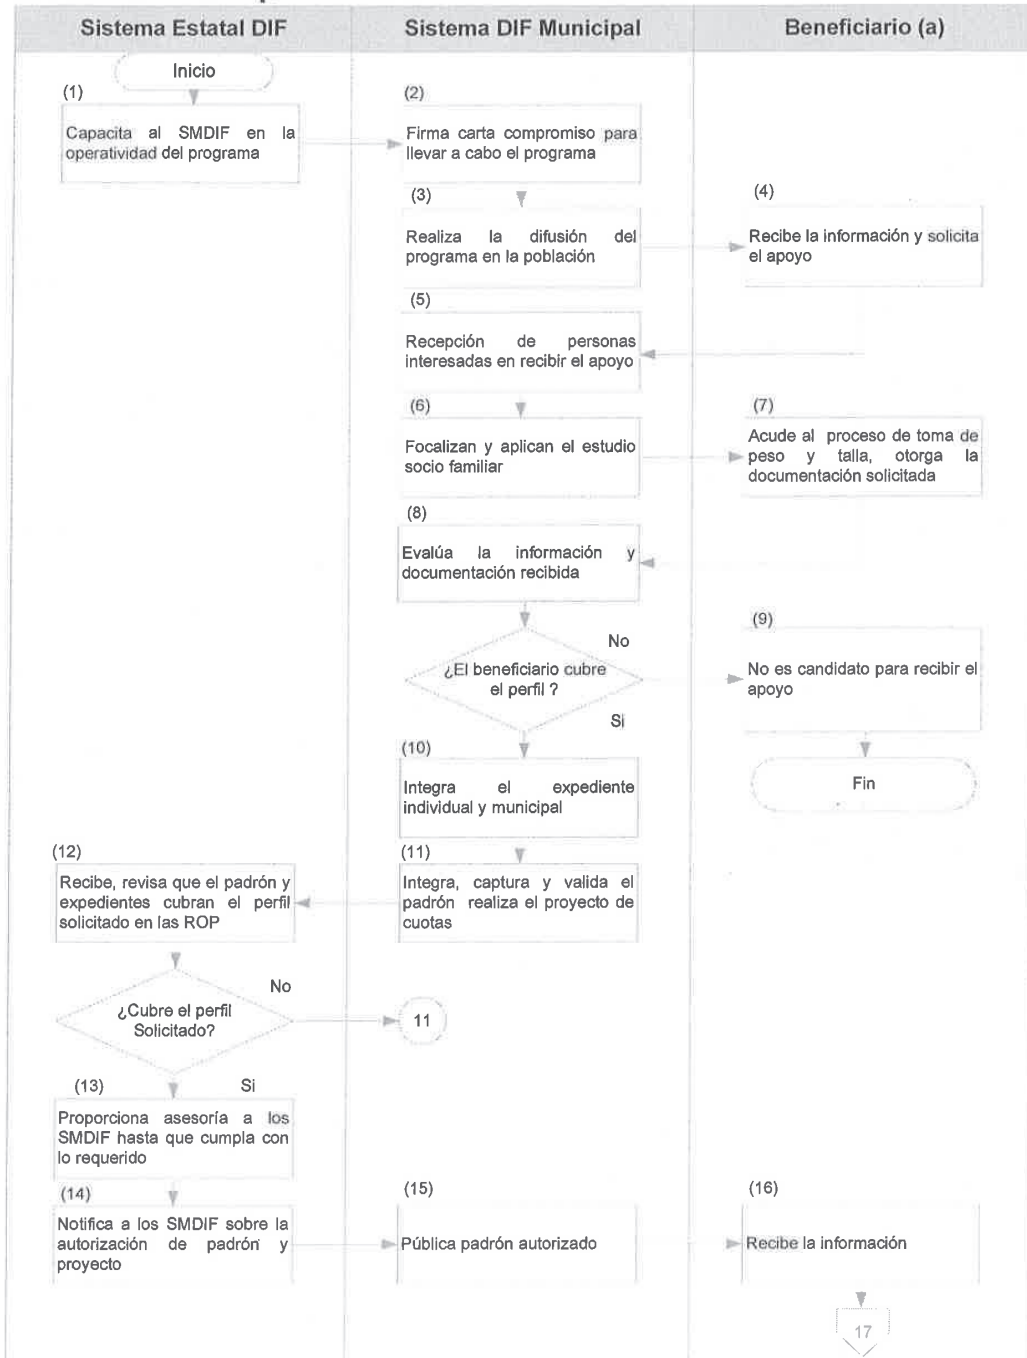 Sistema Estatal DIF
Sistema DIF Municipal
Beneficiario (a)
Inicio
(1)
Capacita al SMDIF en la
operatividad del programa
(2)
Firma carta compromiso para
llevar a cabo el programa
(3)
Realiza la difusión del
programa en la población
(4)
Recibe la información y solicita
el apoyo
(5)
Recepción de personas
interesadas en recibir el apoyo
(6)
Focalizan y aplican el estudio
socio familiar
(7)
Acude al proceso de toma de
peso y talla, otorga la
documentación solicitada
(8)
Evalúa la información y
documentación recibida
¿El beneficiario cubre
el perfil ?
No
Si
(9)
No es candidato para recibir el
apoyo
Fin
(10)
Integra el expediente
individual y municipal
(11)
Integra, captura y valida el
padrón realiza el proyecto de
cuotas
(12)
Recibe, revisa que el padrón y
expedientes cubran el perfil
solicitado en las ROP
¿Cubre el perfil
Solicitado?
No
11
Si
(13)
Proporciona asesoría a los
SMDIF hasta que cumpla con
lo requerido
(14)
Notifica a los SMDIF sobre la
autorización de padrón y
proyecto
(15)
Pública padrón autorizado
(16)
Recibe la información
17